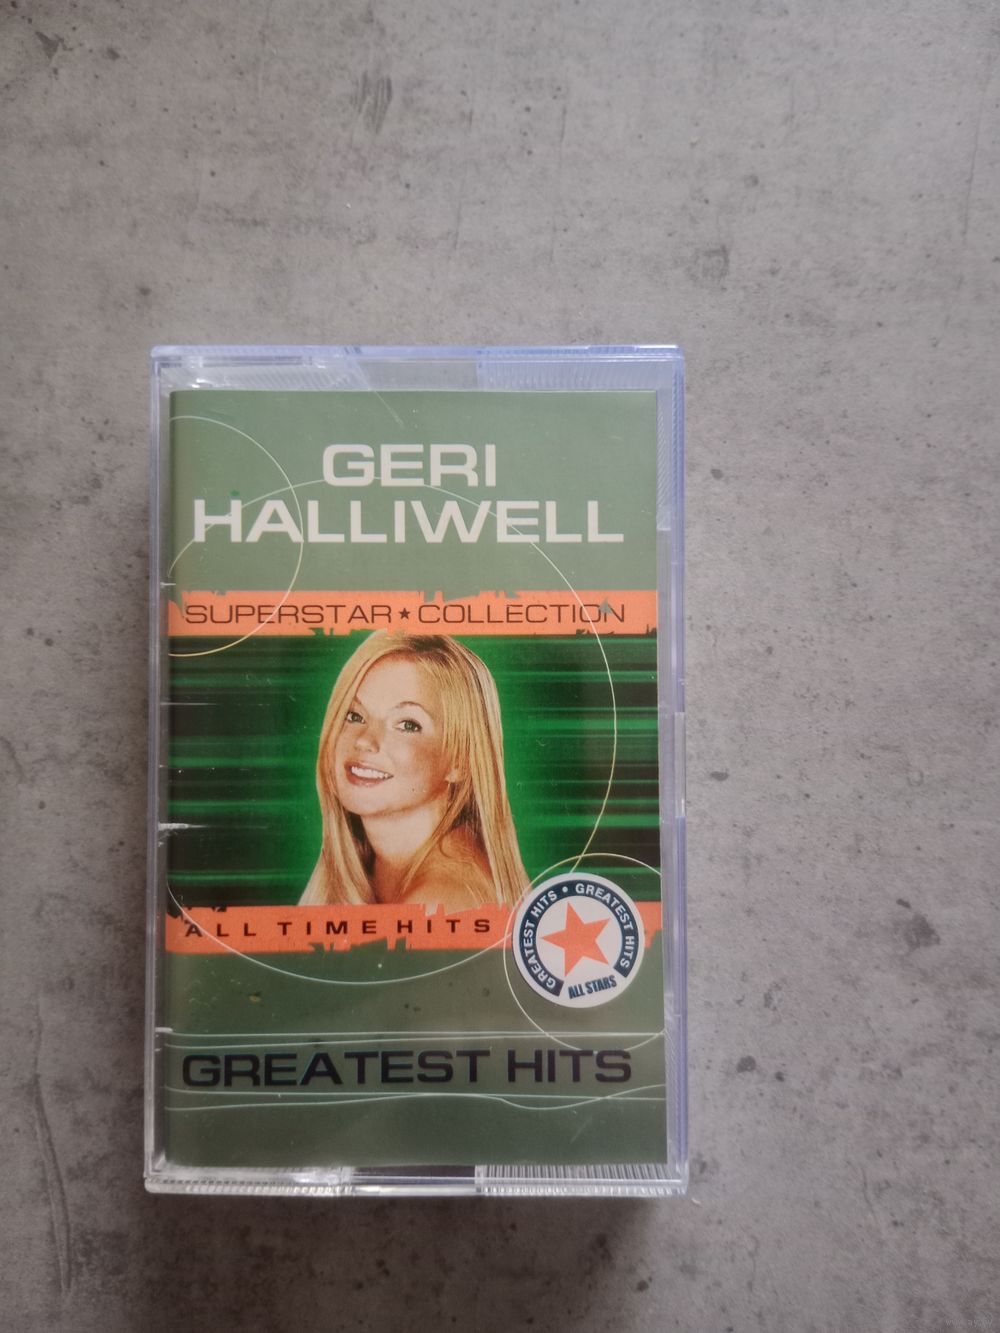 GERI
HALLIWELL
SUPERSTAR★COLLECTION
ALL TIME HITS
GREATEST HITS • GREATEST HITS
ALL STARS
GREATEST HITS